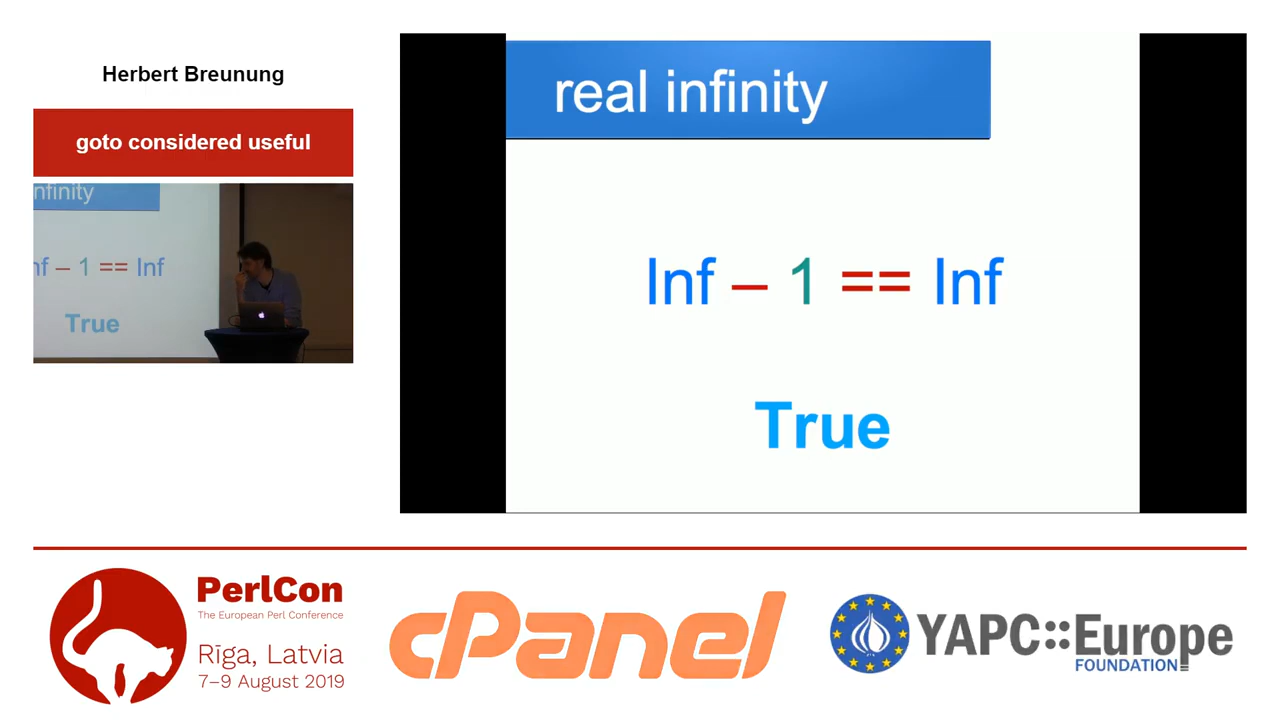 Herbert Breunung
goto considered useful
nfinity
nf – 1 == Inf
True
real infinity
Inf – 1 == Inf
True
PerlCon
The European Perl Conference
Rīga, Latvia
7–9 August 2019
cPanel
YAPC::Europe
FOUNDATION